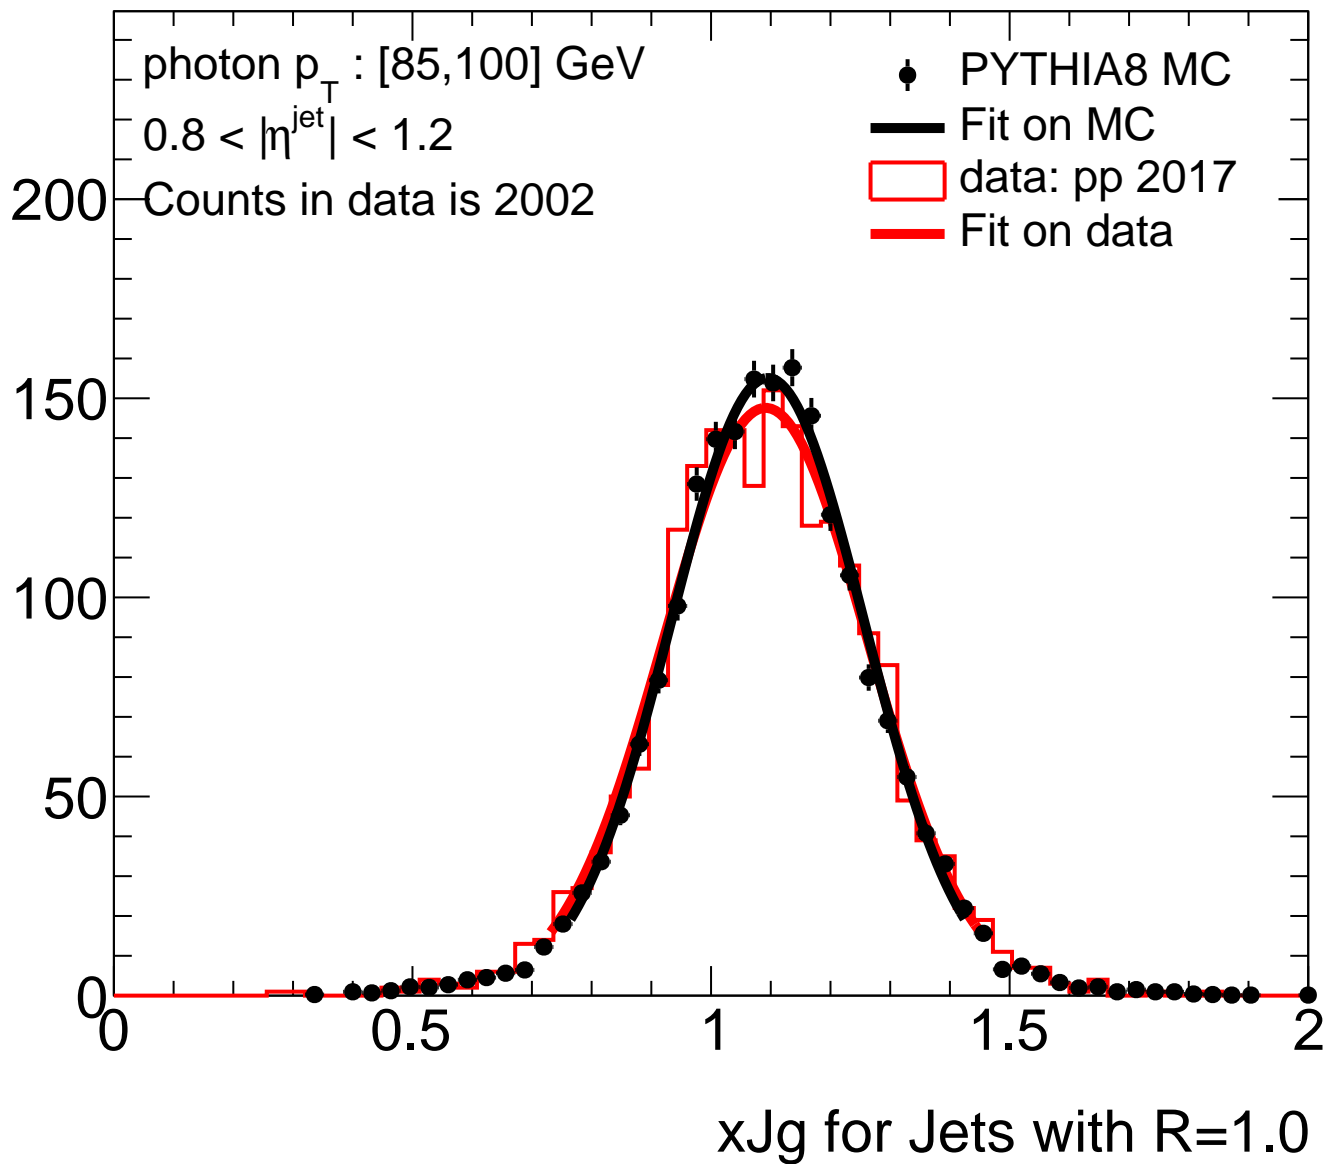 photon p_T : [85,100] GeV
0.8 < |η^jet| < 1.2
Counts in data is 2002
PYTHIA8 MC
Fit on MC
data: pp 2017
Fit on data
200
150
100
50
0
0 0.5 1 1.5 2
xJg for Jets with R=1.0